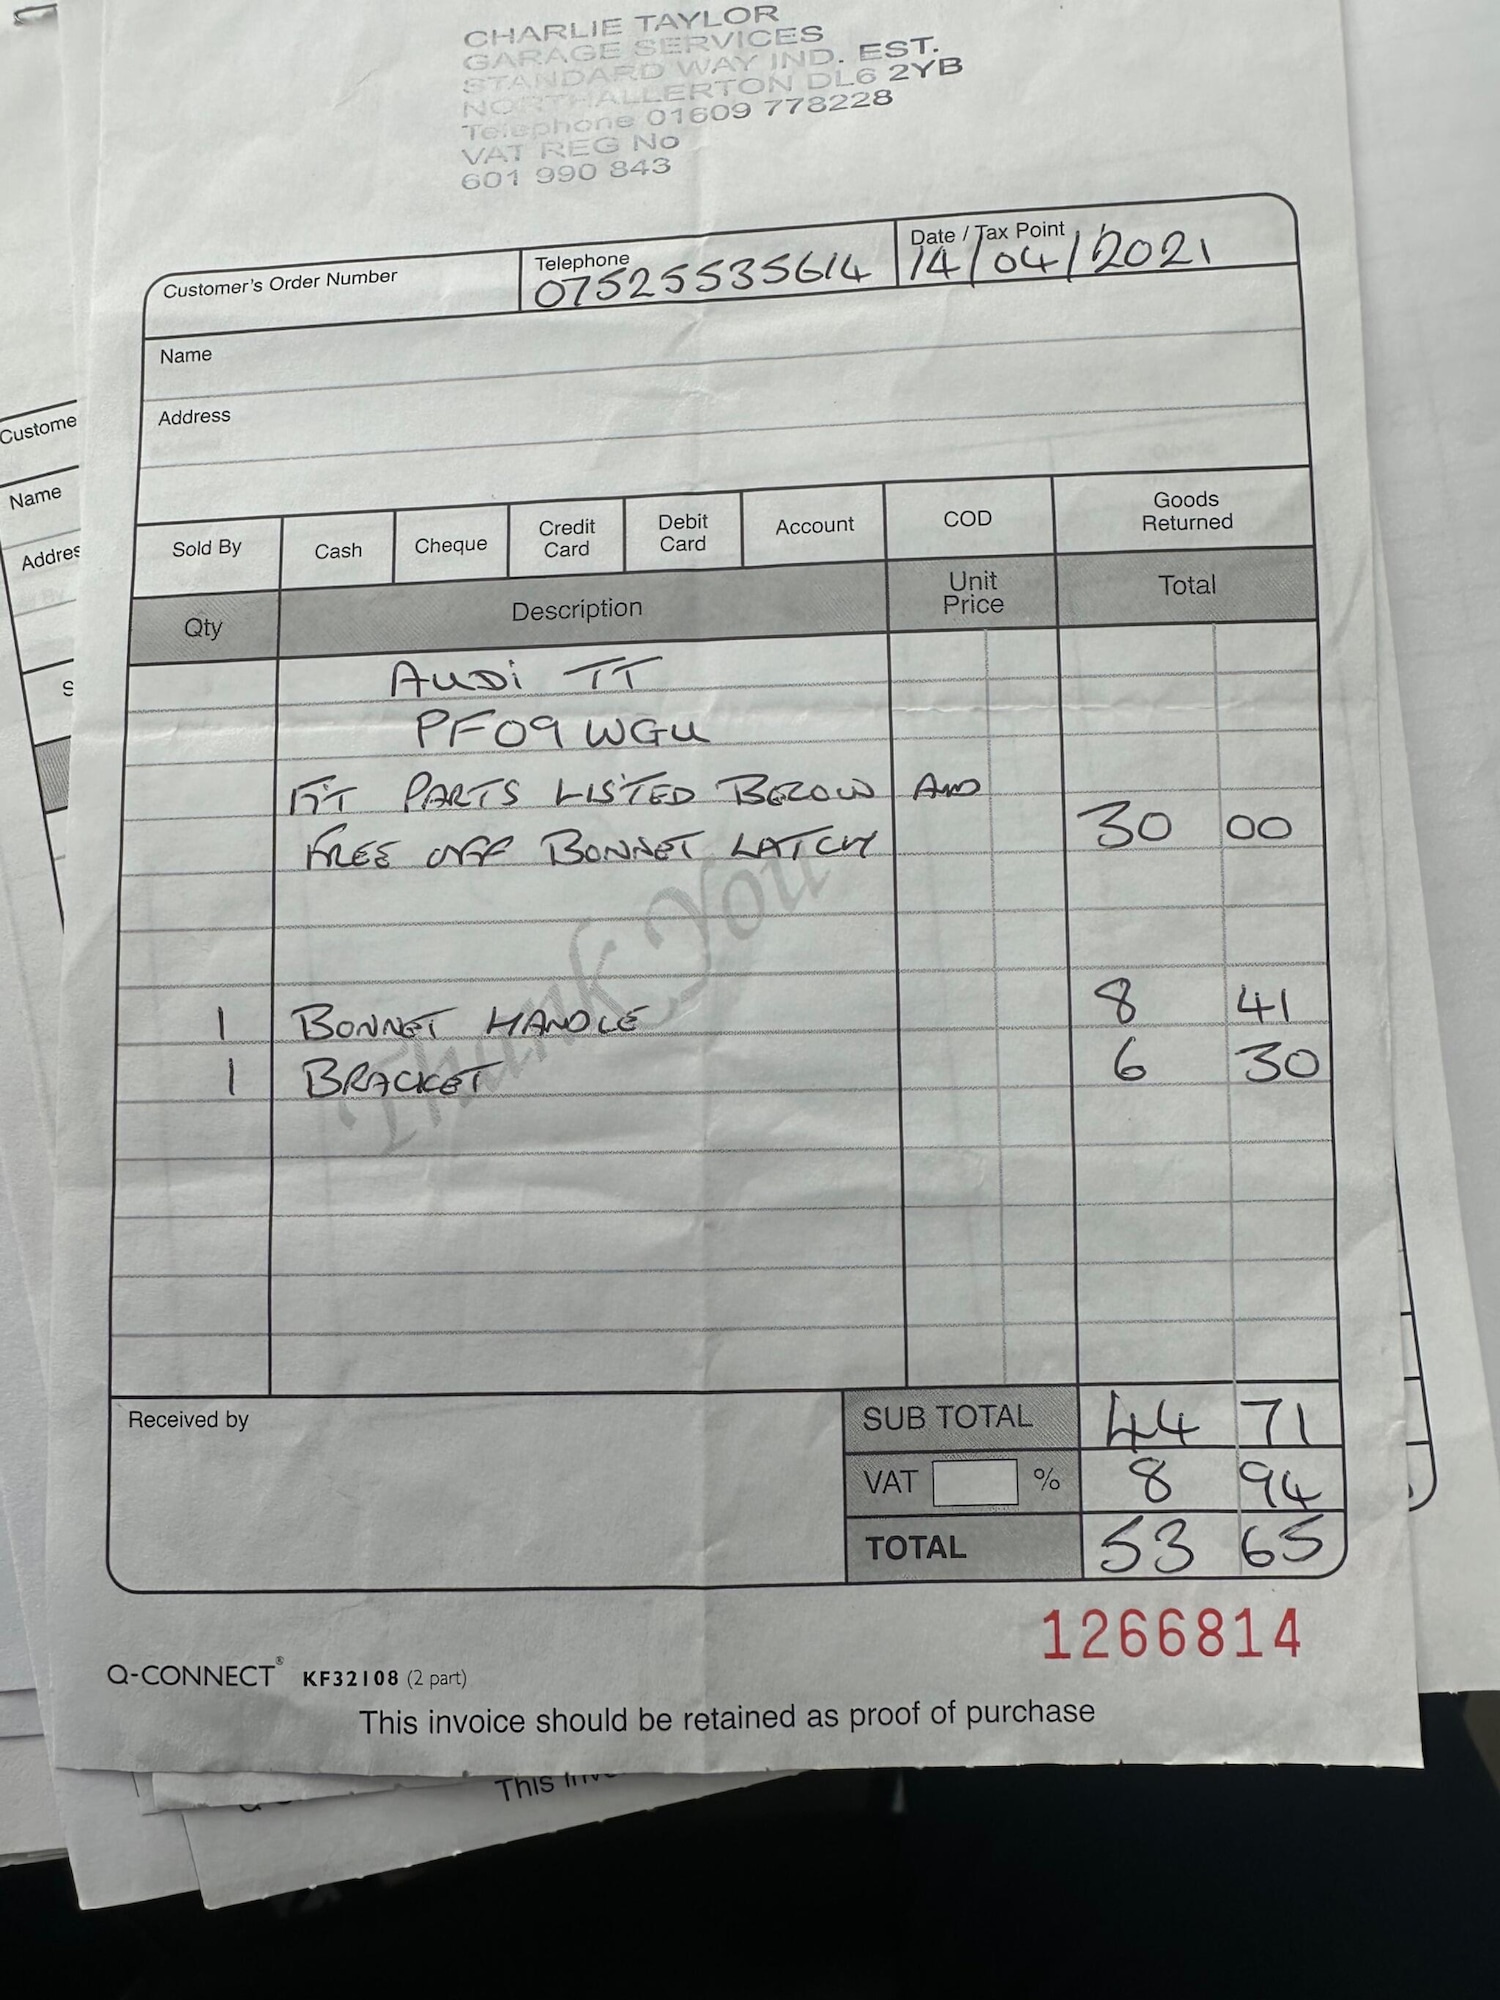 CHARLIE TAYLOR
GARAGE SERVICES
STANDARD WAY IND. EST.
NORTHALLERTON DL6 2YB
Telephone 01609 778228
VAT REG No
601 990 843
Customer's Order Number
Telephone
07525535614
Date / Tax Point
14/04/2021
Name
Address
Sold By Cash Cheque Credit Card Debit Card Account COD Goods Returned
Qty Description Unit Price Total
AUDi TT
PF09 WGU
FiT PARTS LISTED BELOW AND
FREE OFF BONNET LATCH 30 00
1 BONNET HANDLE 8 41
1 BRACKET 6 30
Thank You
Received by
SUB TOTAL 44 71
VAT % 8 94
TOTAL 53 65
1266814
Q-CONNECT® KF32108 (2 part)
This invoice should be retained as proof of purchase
Custome
Name
Addres
S
This inv